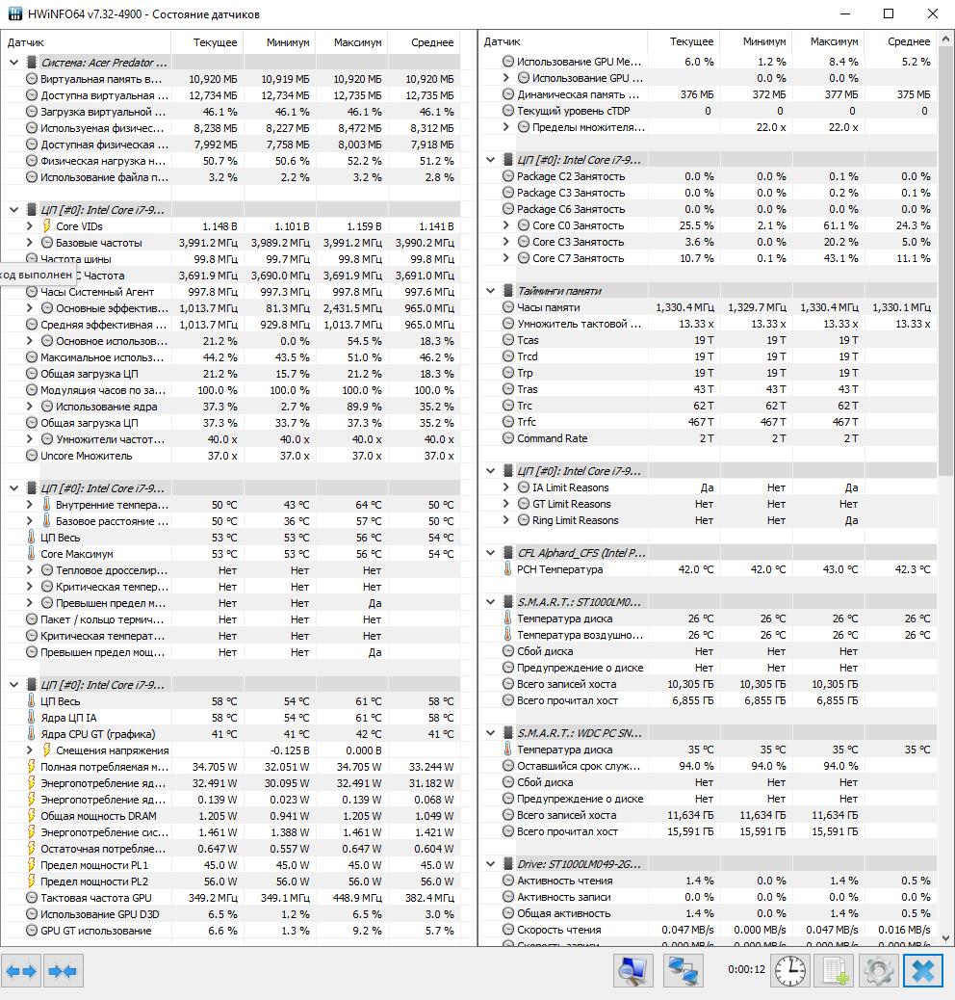 HWiNFO64 v7.32-4900 - Состояние датчиков
Датчик Текущее Минимум Максимум Среднее
Система: Acer Predator ...
Виртуальная память в... 10,920 МБ 10,919 МБ 10,920 МБ 10,920 МБ
Доступна виртуальная ... 12,734 МБ 12,734 МБ 12,735 МБ 12,735 МБ
Загрузка виртуальной ... 46.1 % 46.1 % 46.1 % 46.1 %
Используемая физичес... 8,238 МБ 8,227 МБ 8,472 МБ 8,312 МБ
Доступная физическая ... 7,992 МБ 7,758 МБ 8,003 МБ 7,918 МБ
Физическая нагрузка н... 50.7 % 50.6 % 52.2 % 51.2 %
Использование файла п... 3.2 % 2.2 % 3.2 % 2.8 %
ЦП [#0]: Intel Core i7-9...
Core VIDs 1.148 В 1.101 В 1.159 В 1.141 В
Базовые частоты 3,991.2 МГц 3,989.2 МГц 3,991.2 МГц 3,990.2 МГц
Частота шины 99.8 МГц 99.7 МГц 99.8 МГц 99.8 МГц
ход выполнен
С Частота 3,691.9 МГц 3,690.0 МГц 3,691.9 МГц 3,691.0 МГц
Часы Системный Агент 997.8 МГц 997.3 МГц 997.8 МГц 997.6 МГц
Основные эффектив... 1,013.7 МГц 81.3 МГц 2,431.5 МГц 965.0 МГц
Средняя эффективная ... 1,013.7 МГц 929.8 МГц 1,013.7 МГц 965.0 МГц
Основное использов... 21.2 % 0.0 % 54.5 % 18.3 %
Максимальное использ... 44.2 % 43.5 % 51.0 % 46.2 %
Общая загрузка ЦП 21.2 % 15.7 % 21.2 % 18.3 %
Модуляция часов по за... 100.0 % 100.0 % 100.0 % 100.0 %
Использования ядра 37.3 % 2.7 % 89.9 % 35.2 %
Общая загрузка ЦП 37.3 % 33.7 % 37.3 % 35.2 %
Умножители частот... 40.0 x 40.0 x 40.0 x 40.0 x
Uncore Множитель 37.0 x 37.0 x 37.0 x 37.0 x
ЦП [#0]: Intel Core i7-9...
Внутренние темпера... 50 °C 43 °C 64 °C 50 °C
Базовое расстояние ... 50 °C 36 °C 57 °C 50 °C
ЦП Весь 53 °C 53 °C 56 °C 54 °C
Core Максимум 53 °C 53 °C 56 °C 54 °C
Тепловое дросселир... Нет Нет Нет
Критическая темпер... Нет Нет Нет
Превышен предел м... Нет Нет Да
Пакет / кольцо термич... Нет Нет Нет
Критическая температ... Нет Нет Нет
Превышен предел мощ... Нет Нет Да
ЦП [#0]: Intel Core i7-9...
ЦП Весь 58 °C 54 °C 61 °C 58 °C
Ядра ЦП IA 58 °C 54 °C 61 °C 58 °C
Ядра CPU GT (графика) 41 °C 41 °C 42 °C 41 °C
Смещения напряжения -0.125 В 0.000 В
Полная потребляемая м... 34.705 W 32.051 W 34.705 W 33.244 W
Энергопотребление яд... 32.491 W 30.095 W 32.491 W 31.182 W
Энергопотребление яд... 0.139 W 0.023 W 0.139 W 0.068 W
Общая мощность DRAM 1.205 W 0.941 W 1.205 W 1.049 W
Энергопотребление сис... 1.461 W 1.388 W 1.461 W 1.421 W
Остаточная потребляе... 0.647 W 0.557 W 0.647 W 0.604 W
Предел мощности PL1 45.0 W 45.0 W 45.0 W 45.0 W
Предел мощности PL2 56.0 W 56.0 W 56.0 W 56.0 W
Тактовая частота GPU 349.2 МГц 349.1 МГц 448.9 МГц 382.4 МГц
Использование GPU D3D 6.5 % 1.2 % 6.5 % 3.0 %
GPU GT использование 6.6 % 1.3 % 9.2 % 5.7 %
Датчик Текущее Минимум Максимум Среднее
Использование GPU Me... 6.0 % 1.2 % 8.4 % 5.2 %
Использование GPU ... 0.0 % 0.0 %
Динамическая память ... 376 МБ 372 МБ 377 МБ 375 МБ
Текущий уровень cTDP 0 0 0 0
Пределы множителя... 22.0 x 22.0 x
ЦП [#0]: Intel Core i7-9...
Package C2 Занятость 0.0 % 0.0 % 0.1 % 0.0 %
Package C3 Занятость 0.0 % 0.0 % 0.2 % 0.1 %
Package C6 Занятость 0.0 % 0.0 % 0.0 % 0.0 %
Core C0 Занятость 25.5 % 2.1 % 61.1 % 24.3 %
Core C3 Занятость 3.6 % 0.0 % 20.2 % 5.0 %
Core C7 Занятость 10.7 % 0.1 % 43.1 % 11.1 %
Тайминги памяти
Часы памяти 1,330.4 МГц 1,329.7 МГц 1,330.4 МГц 1,330.1 МГц
Умножитель тактовой ... 13.33 x 13.33 x 13.33 x 13.33 x
Tcas 19 T 19 T 19 T
Trcd 19 T 19 T 19 T
Trp 19 T 19 T 19 T
Tras 43 T 43 T 43 T
Trc 62 T 62 T 62 T
Trfc 467 T 467 T 467 T
Command Rate 2 T 2 T 2 T
ЦП [#0]: Intel Core i7-9...
IA Limit Reasons Да Нет Да
GT Limit Reasons Нет Нет Нет
Ring Limit Reasons Нет Нет Да
CFL Alphard_CFS (Intel P...
PCH Температура 42.0 °C 42.0 °C 43.0 °C 42.3 °C
S.M.A.R.T.: ST1000LM0...
Температура диска 26 °C 26 °C 26 °C 26 °C
Температура воздушно... 26 °C 26 °C 26 °C 26 °C
Сбой диска Нет Нет Нет
Предупреждение о диске Нет Нет Нет
Всего записей хоста 10,305 ГБ 10,305 ГБ 10,305 ГБ
Всего прочитал хост 6,855 ГБ 6,855 ГБ 6,855 ГБ
S.M.A.R.T.: WDC PC SN...
Температура диска 35 °C 35 °C 35 °C 35 °C
Оставшийся срок служ... 94.0 % 94.0 % 94.0 %
Сбой диска Нет Нет Нет
Предупреждение о диске Нет Нет Нет
Всего записей хоста 11,634 ГБ 11,634 ГБ 11,634 ГБ
Всего прочитал хост 15,591 ГБ 15,591 ГБ 15,591 ГБ
Drive: ST1000LM049-2G...
Активность чтения 1.4 % 0.0 % 1.4 % 0.5 %
Активность записи 0.0 % 0.0 % 0.0 % 0.0 %
Общая активность 1.4 % 0.0 % 1.4 % 0.5 %
Скорость чтения 0.047 MB/s 0.000 MB/s 0.047 MB/s 0.016 MB/s
Скорость записи 0.000 MB/s 0.000 MB/s 0.000 MB/s 0.000 MB/s
0:00:12